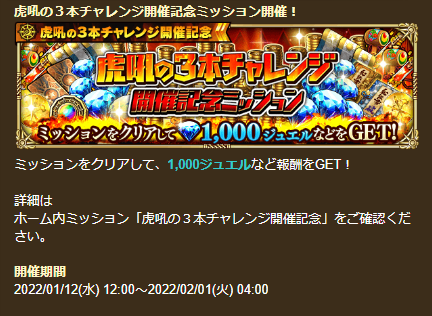 虎吼の３本チャレンジ開催記念ミッション開催！
虎吼の３本チャレンジ開催記念
虎吼の３本チャレンジ
開催記念ミッション
ミッションをクリアして1,000ジュエルなどをGET!
ミッションをクリアして、1,000ジュエルなど報酬をGET！
詳細は
ホーム内ミッション「虎吼の３本チャレンジ開催記念」をご確認くだ
さい。
開催期間
2022/01/12(水) 12:00～2022/02/01(火) 04:00